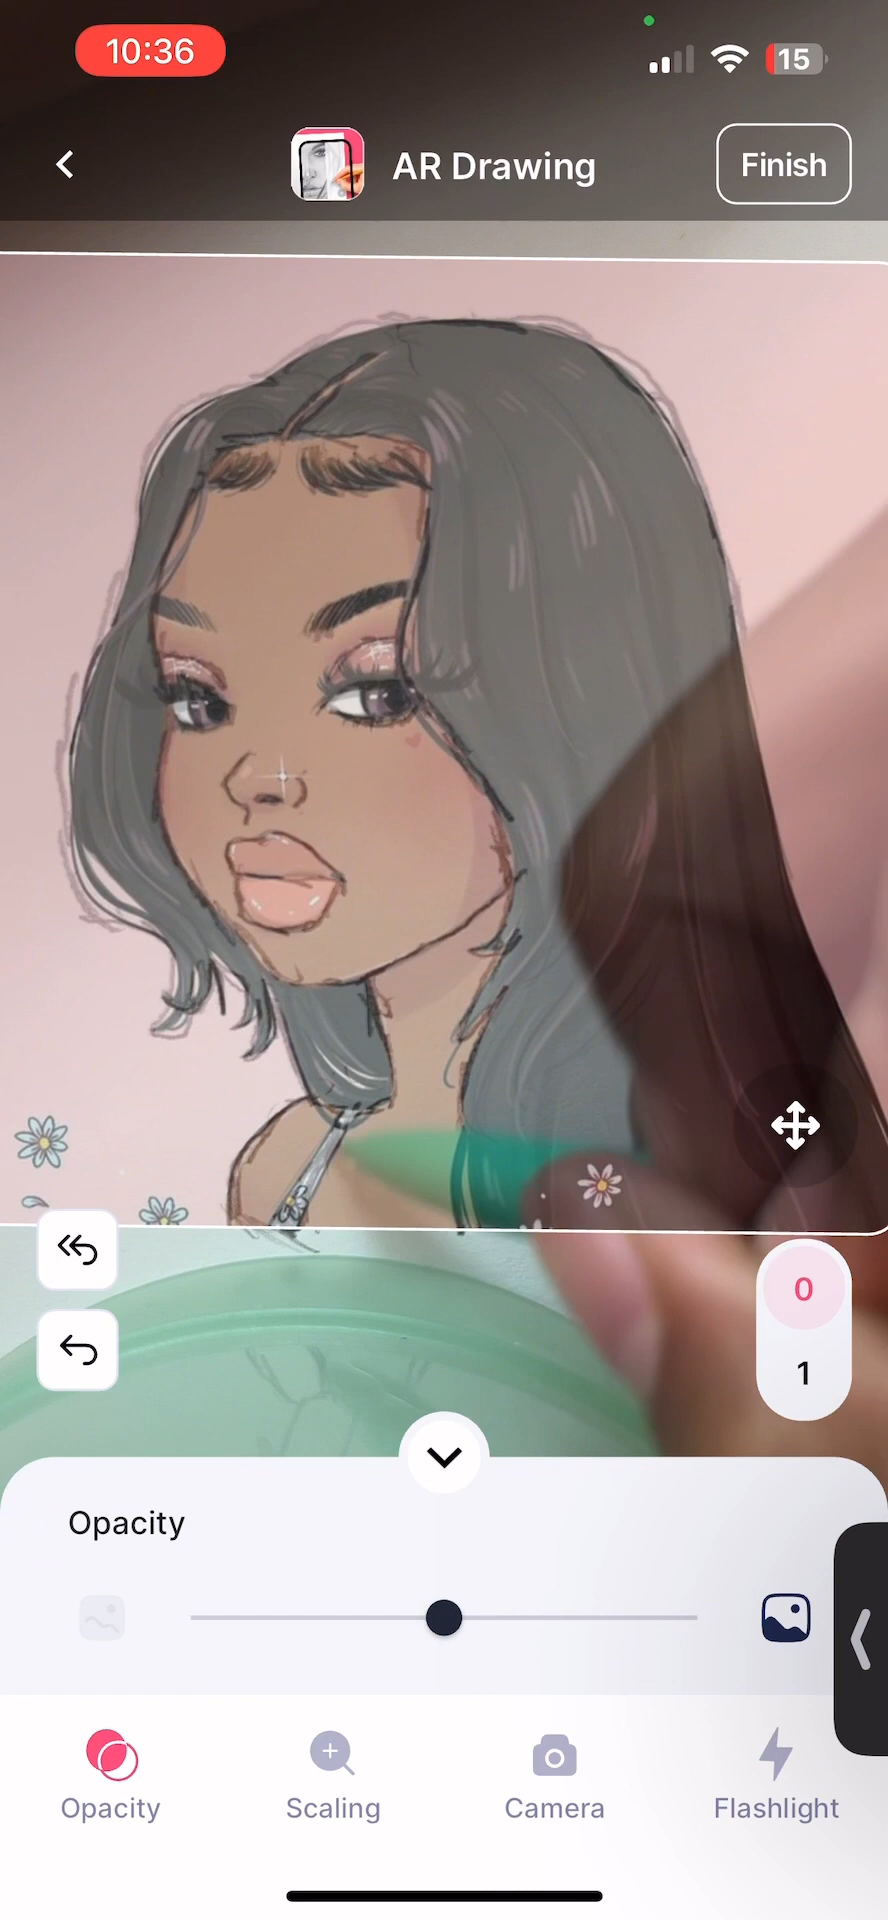 10:36
15
AR Drawing
Finish
0
1
Opacity
Opacity
Scaling
Camera
Flashlight